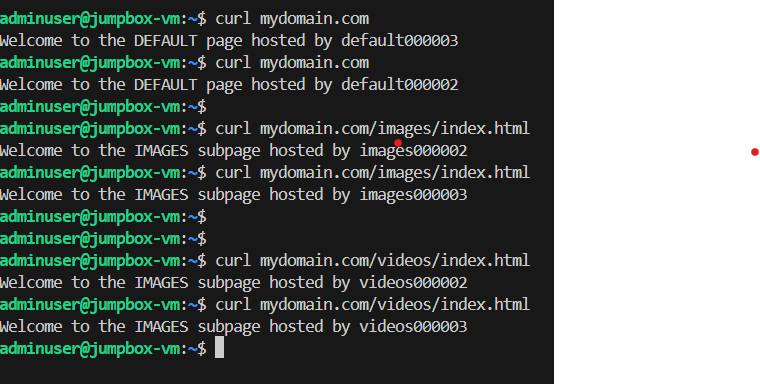 adminuser@jumpbox-vm:~$ curl mydomain.com
Welcome to the DEFAULT page hosted by default000003
adminuser@jumpbox-vm:~$ curl mydomain.com
Welcome to the DEFAULT page hosted by default000002
adminuser@jumpbox-vm:~$
adminuser@jumpbox-vm:~$ curl mydomain.com/images/index.html
Welcome to the IMAGES subpage hosted by images000002
adminuser@jumpbox-vm:~$ curl mydomain.com/images/index.html
Welcome to the IMAGES subpage hosted by images000003
adminuser@jumpbox-vm:~$
adminuser@jumpbox-vm:~$
adminuser@jumpbox-vm:~$ curl mydomain.com/videos/index.html
Welcome to the IMAGES subpage hosted by videos000002
adminuser@jumpbox-vm:~$ curl mydomain.com/videos/index.html
Welcome to the IMAGES subpage hosted by videos000003
adminuser@jumpbox-vm:~$